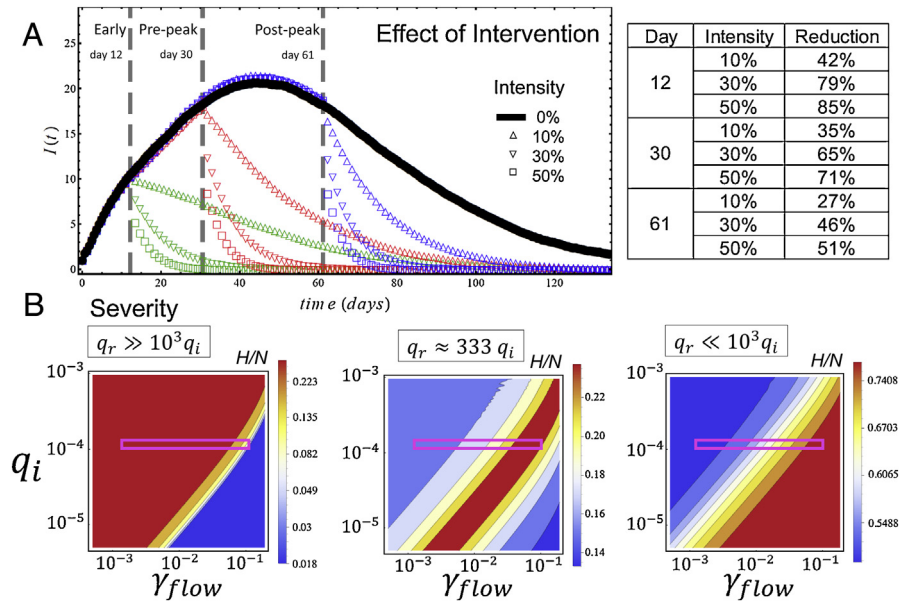 A
Early
day 12
Pre-peak
day 30
Post-peak
day 61
Effect of Intervention
Intensity
0%
10%
30%
50%
I(t)
25
20
15
10
5
0
0 20 40 60 80 100 120 140
time (days)
Day Intensity Reduction
12 10% 42%
30% 79%
50% 85%
30 10% 35%
30% 65%
50% 71%
61 10% 27%
30% 46%
50% 51%
B
Severity
q_r ≫ 10³q_i
H/N
q_i
10⁻³
10⁻⁴
10⁻⁵
10⁻³ 10⁻² 10⁻¹
γ_flow
0.223
0.135
0.082
0.049
0.03
0.018
q_r ≈ 333 q_i
H/N
10⁻³
10⁻⁴
10⁻⁵
10⁻³ 10⁻² 10⁻¹
γ_flow
0.22
0.20
0.18
0.16
0.14
q_r ≪ 10³q_i
H/N
10⁻³
10⁻⁴
10⁻⁵
10⁻³ 10⁻² 10⁻¹
γ_flow
0.7408
0.6703
0.6065
0.5488